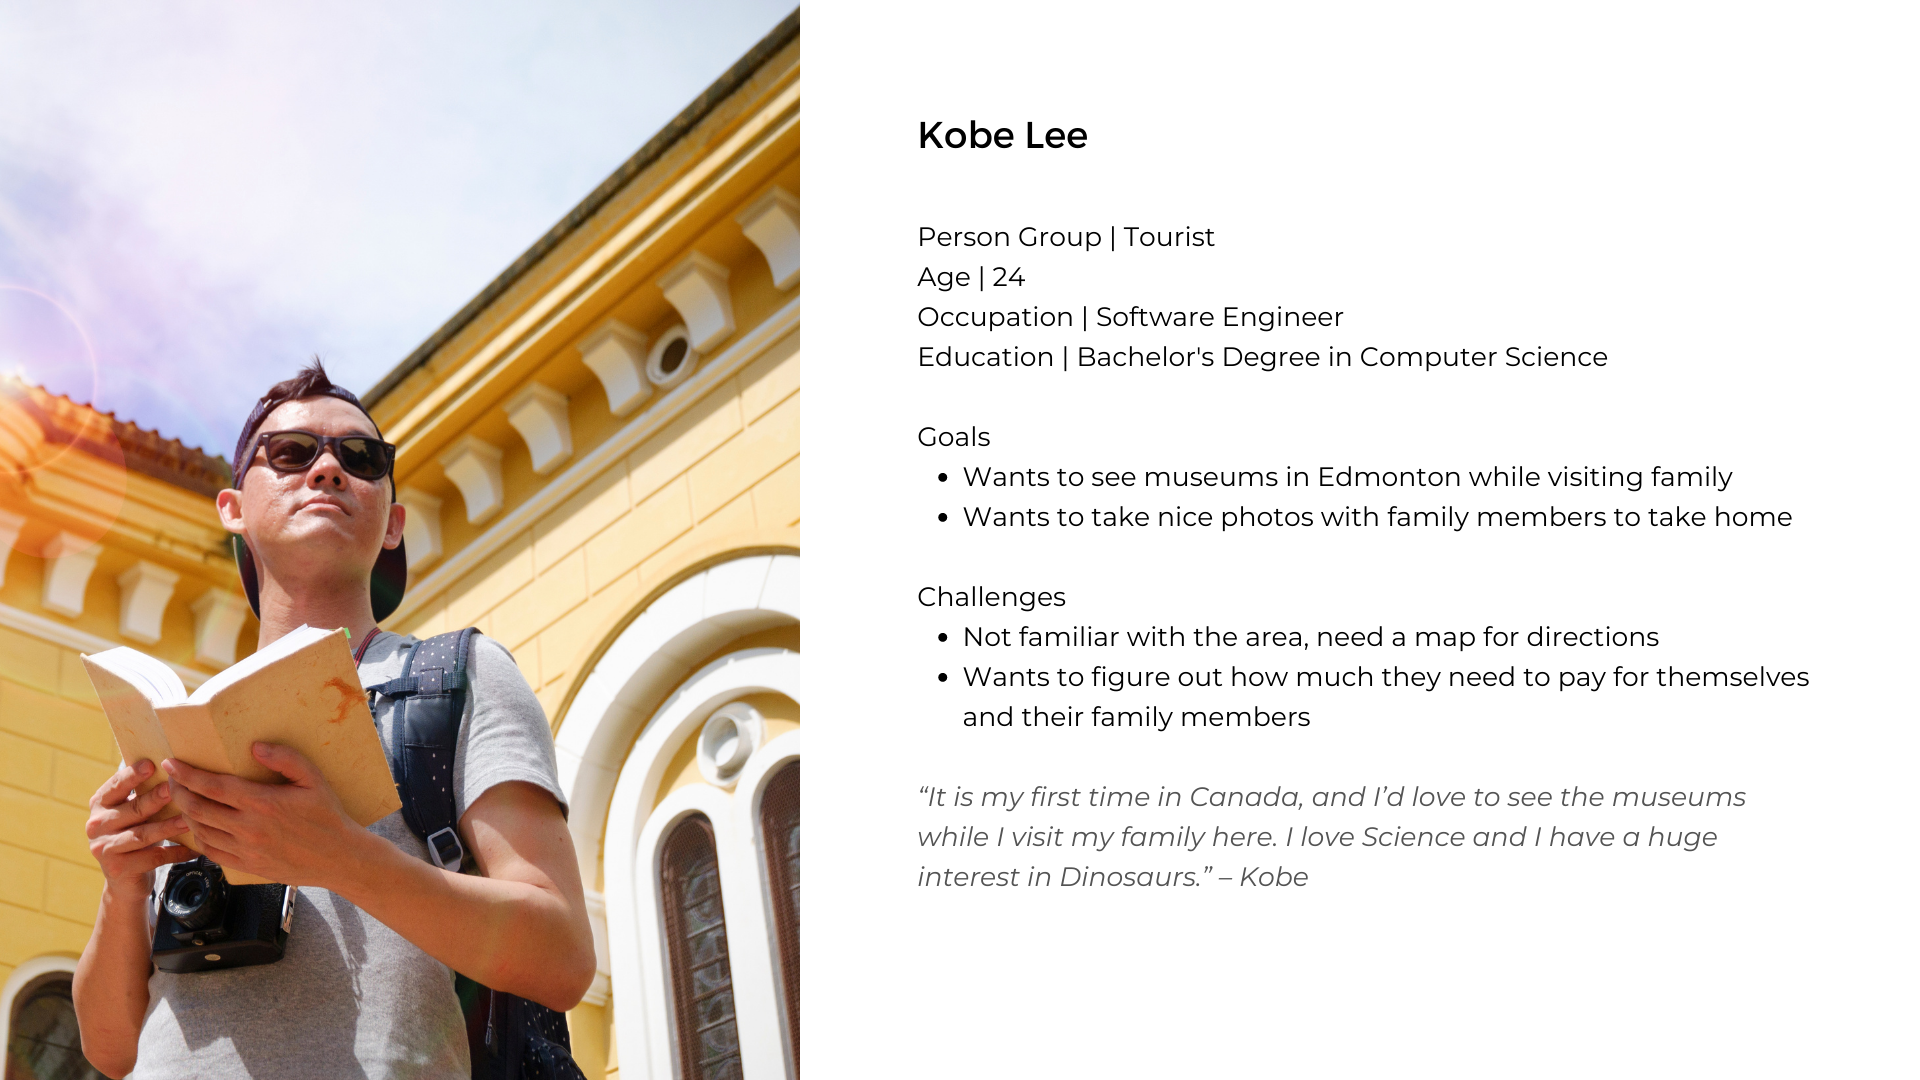 Kobe Lee
Person Group | Tourist
Age | 24
Occupation | Software Engineer
Education | Bachelor's Degree in Computer Science
Goals
• Wants to see museums in Edmonton while visiting family
• Wants to take nice photos with family members to take home
Challenges
• Not familiar with the area, need a map for directions
• Wants to figure out how much they need to pay for themselves
and their family members
“It is my first time in Canada, and I’d love to see the museums
while I visit my family here. I love Science and I have a huge
interest in Dinosaurs.” – Kobe